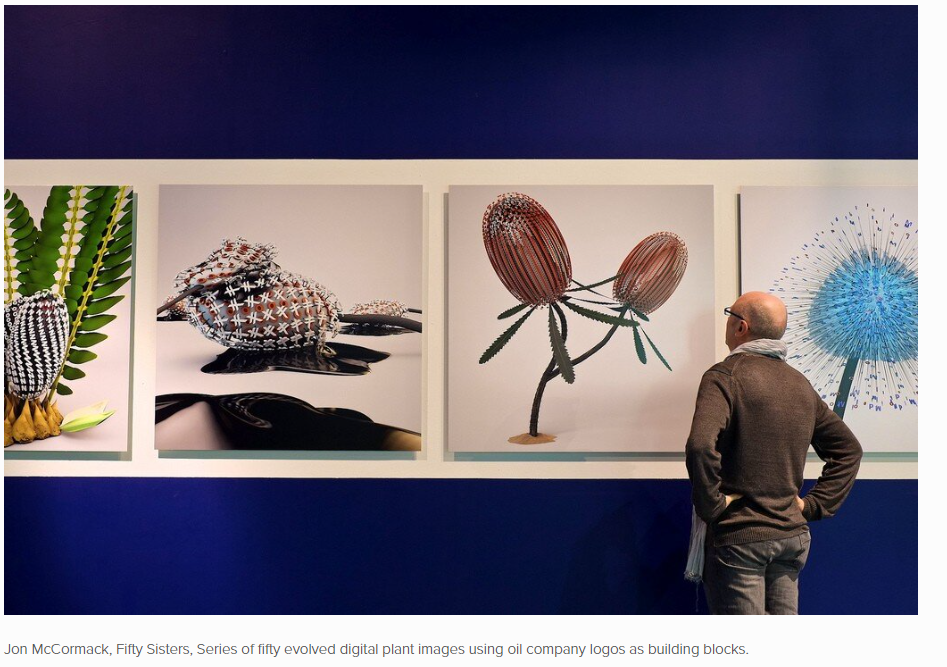 Jon McCormack, Fifty Sisters, Series of fifty evolved digital plant images using oil company logos as building blocks.